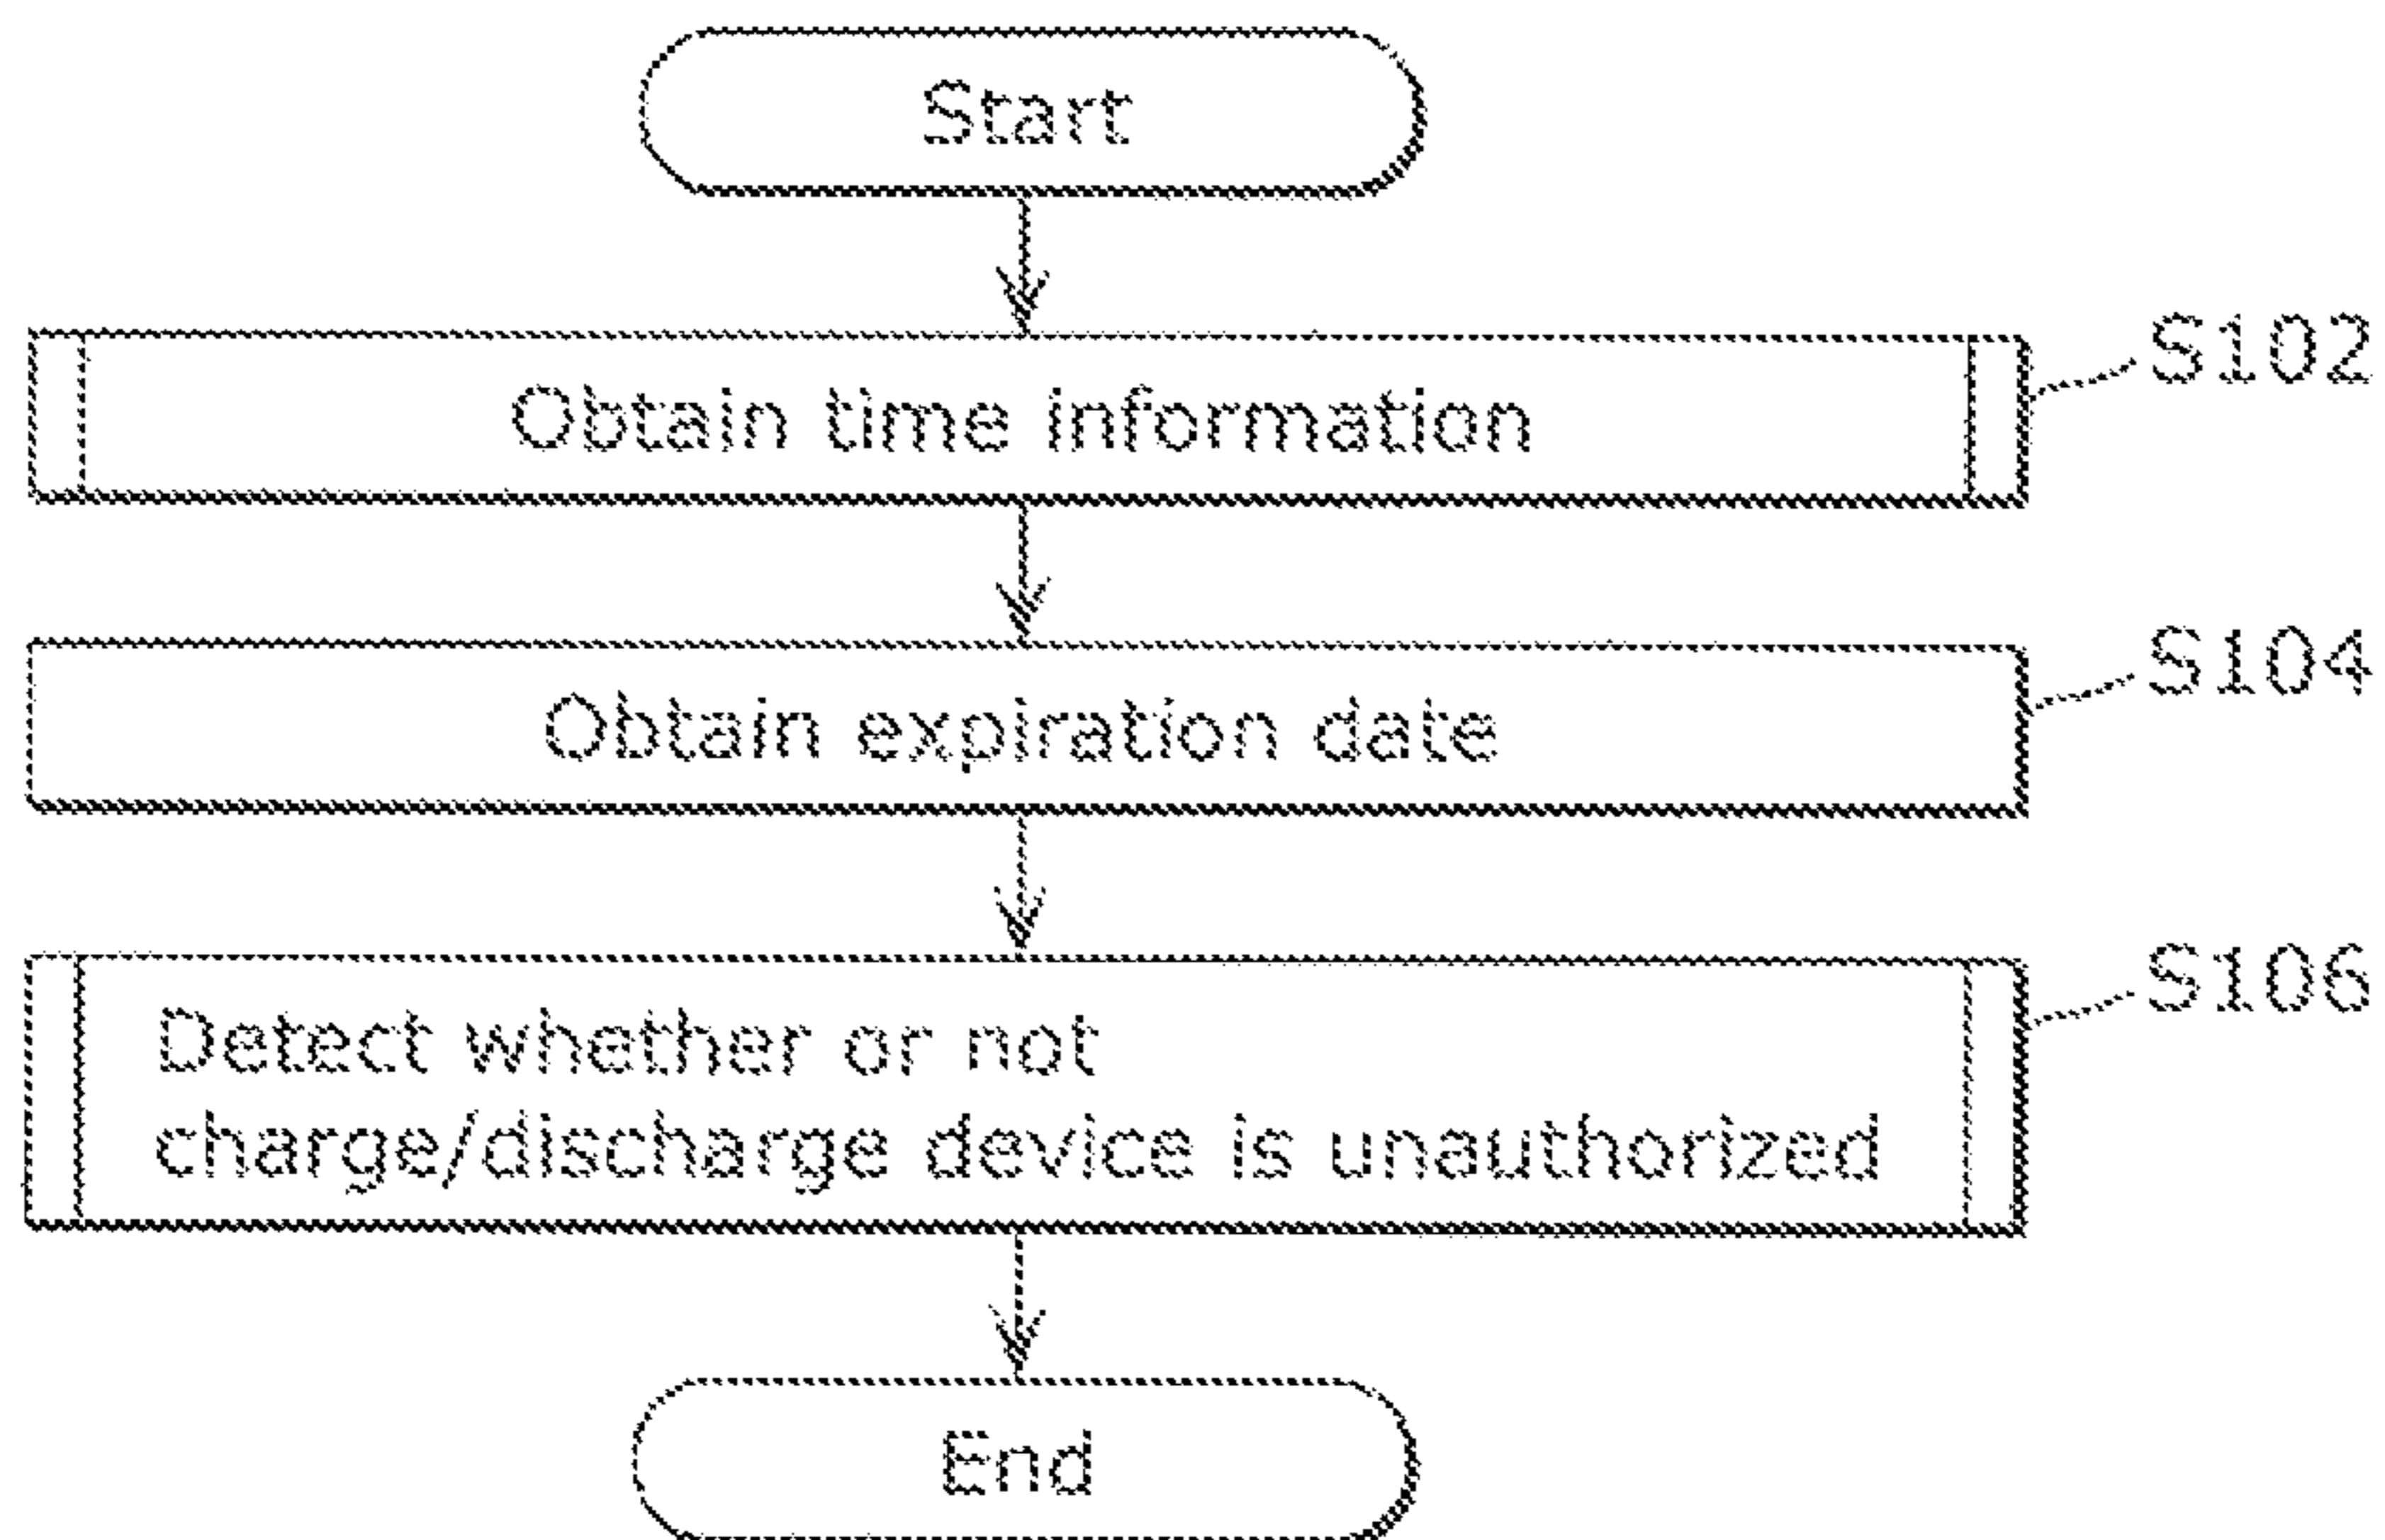 Start
S102
Obtain time information
S104
Obtain expiration date
S106
Detect whether or not
charge/discharge device is unauthorized
End